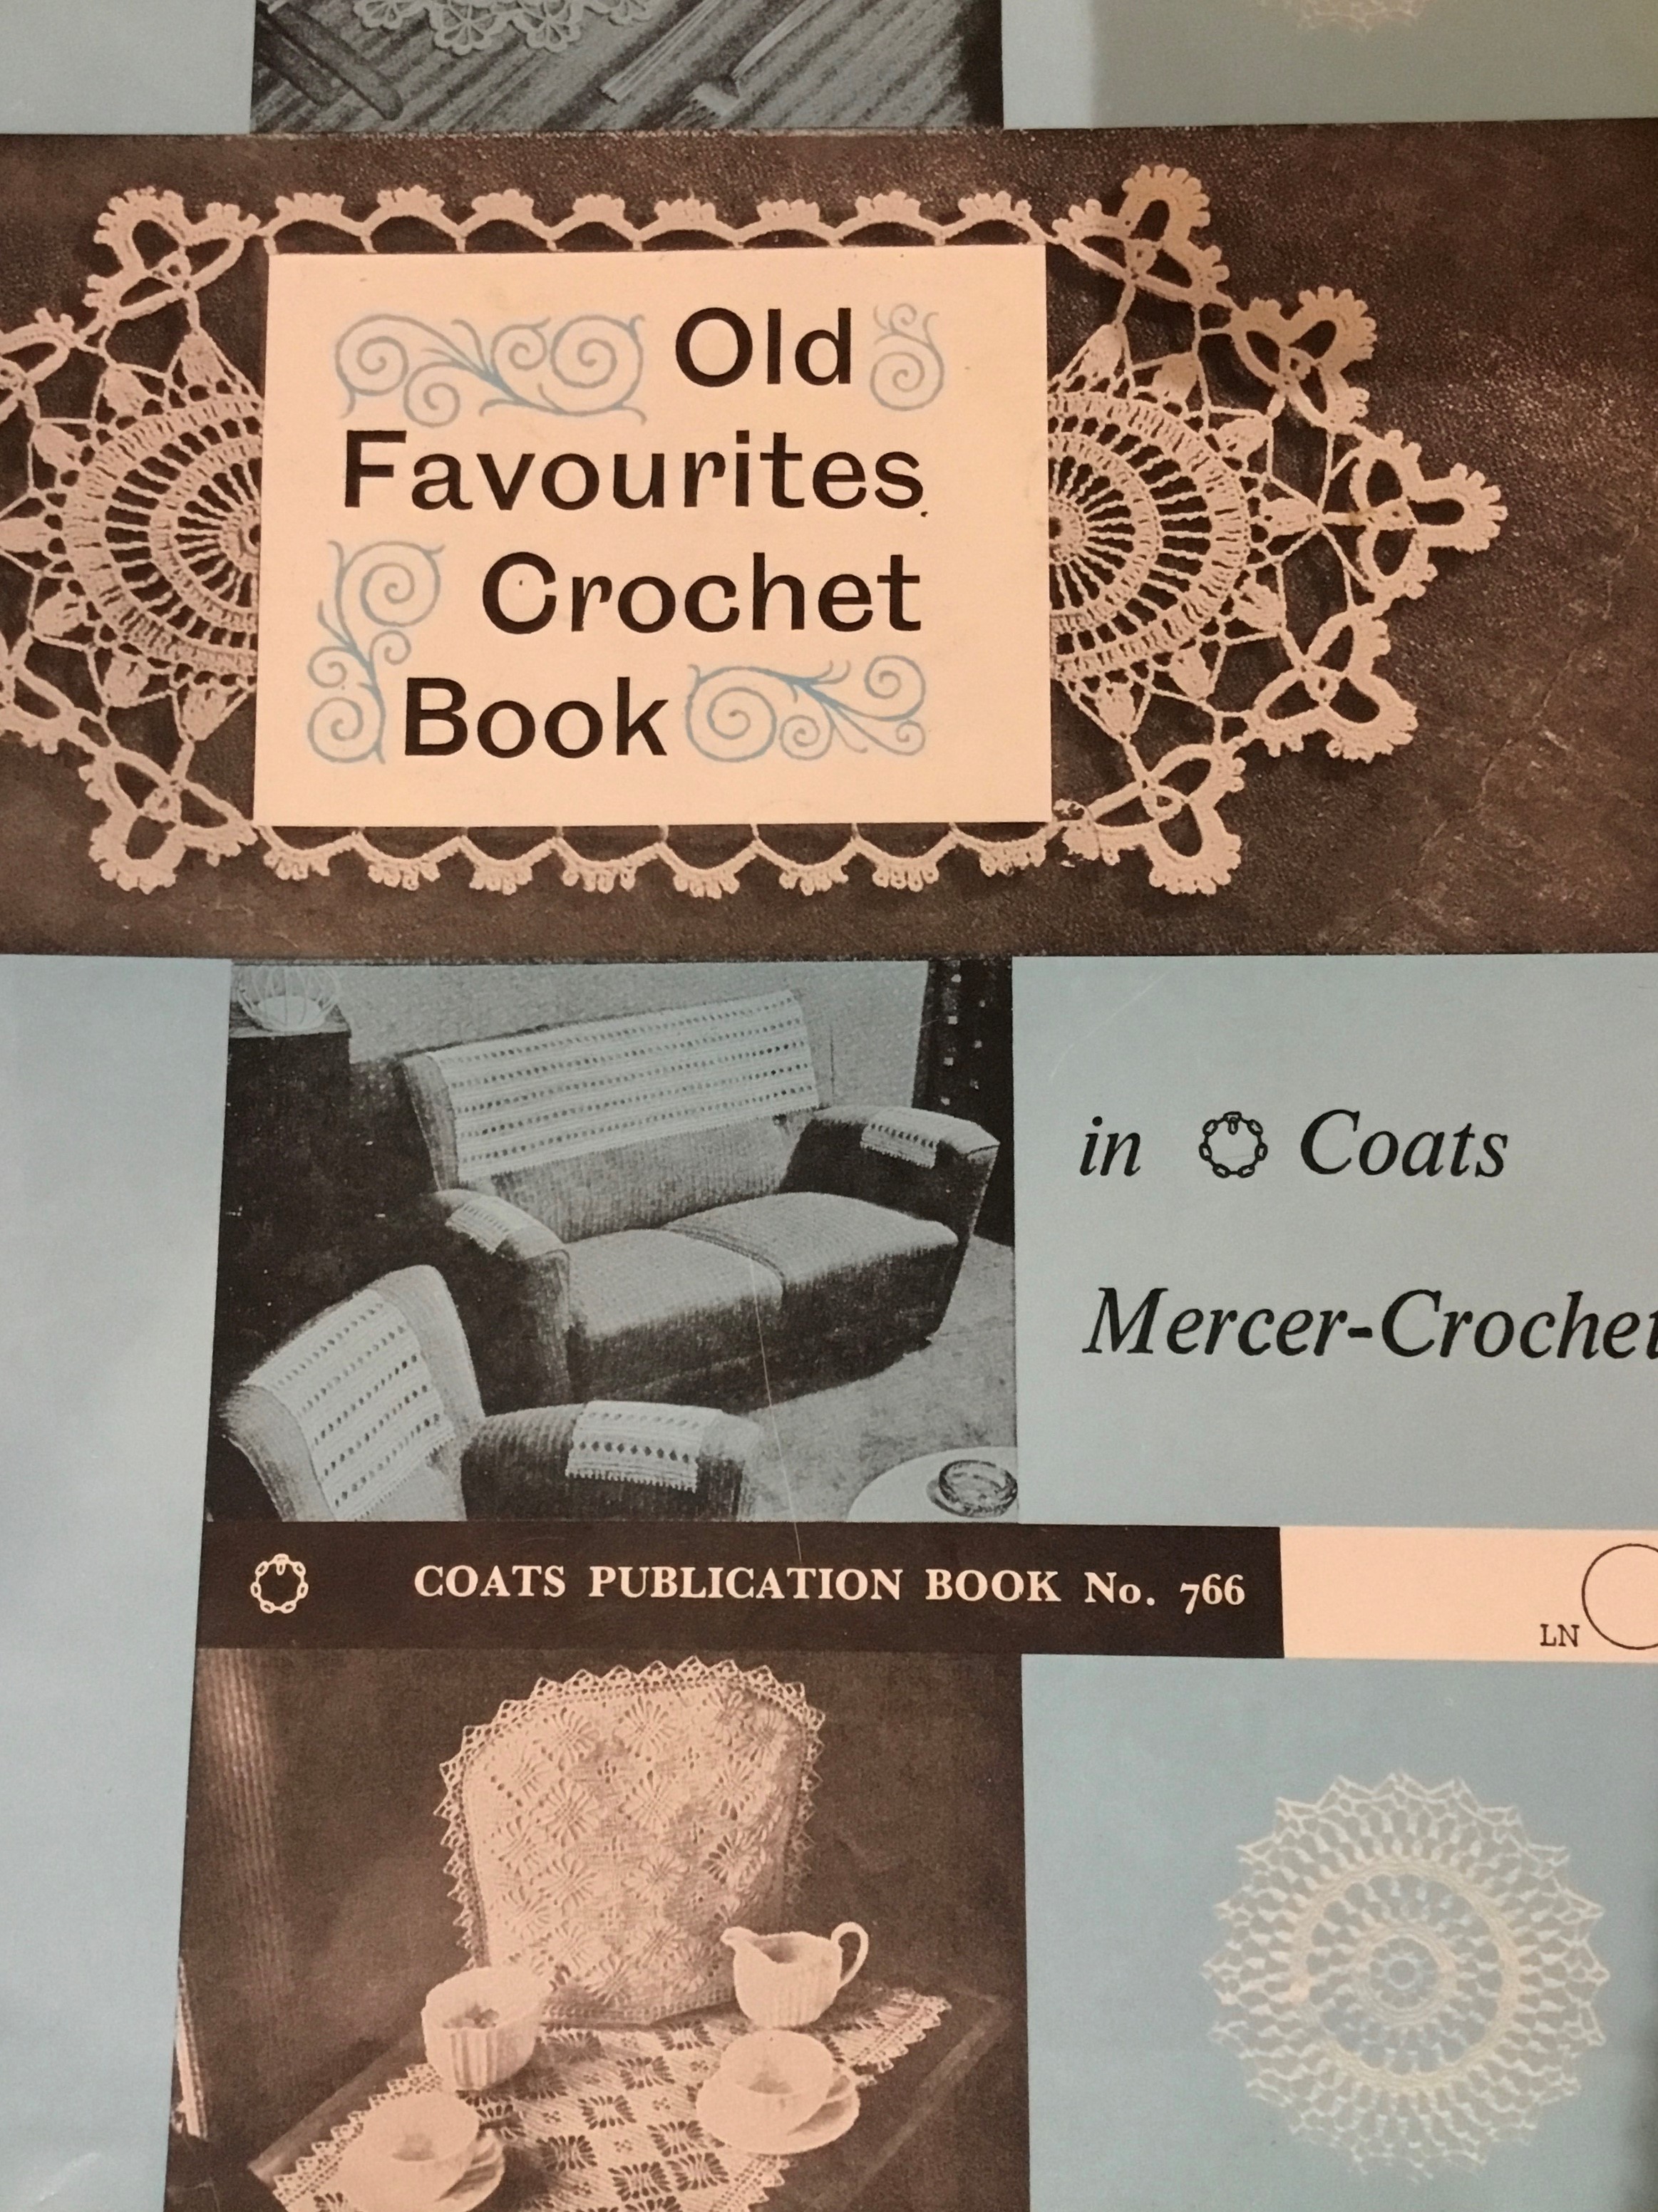 Old
Favourites
Crochet
Book
in Coats
Mercer-Crochet
COATS PUBLICATION BOOK No. 766
LN